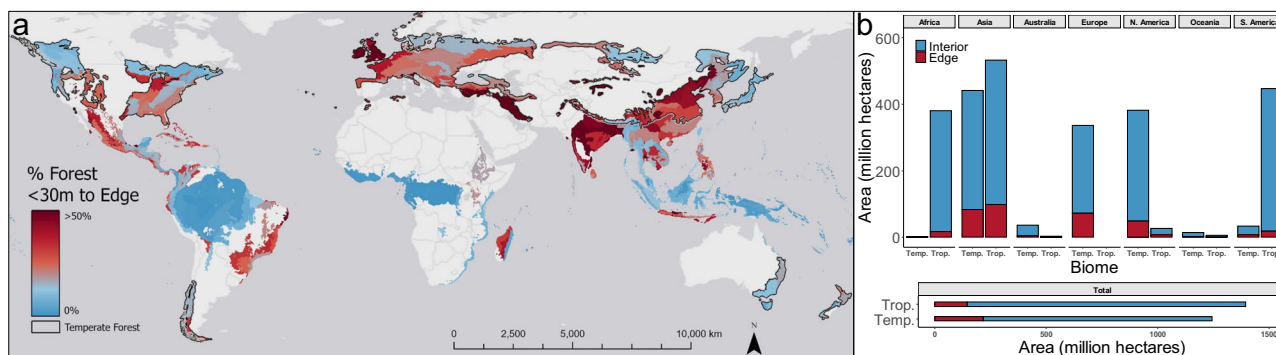 a
% Forest
<30m to Edge
>50%
0%
Temperate Forest
0 2,500 5,000 10,000 km
N
b
Africa Asia Australia Europe N. America Oceania S. America
600
400
200
0
Interior
Edge
Area (million hectares)
Temp. Trop. Temp. Trop. Temp. Trop. Temp. Trop. Temp. Trop. Temp. Trop. Temp. Trop.
Biome
Total
Trop.
Temp.
0 500 1000 1500
Area (million hectares)